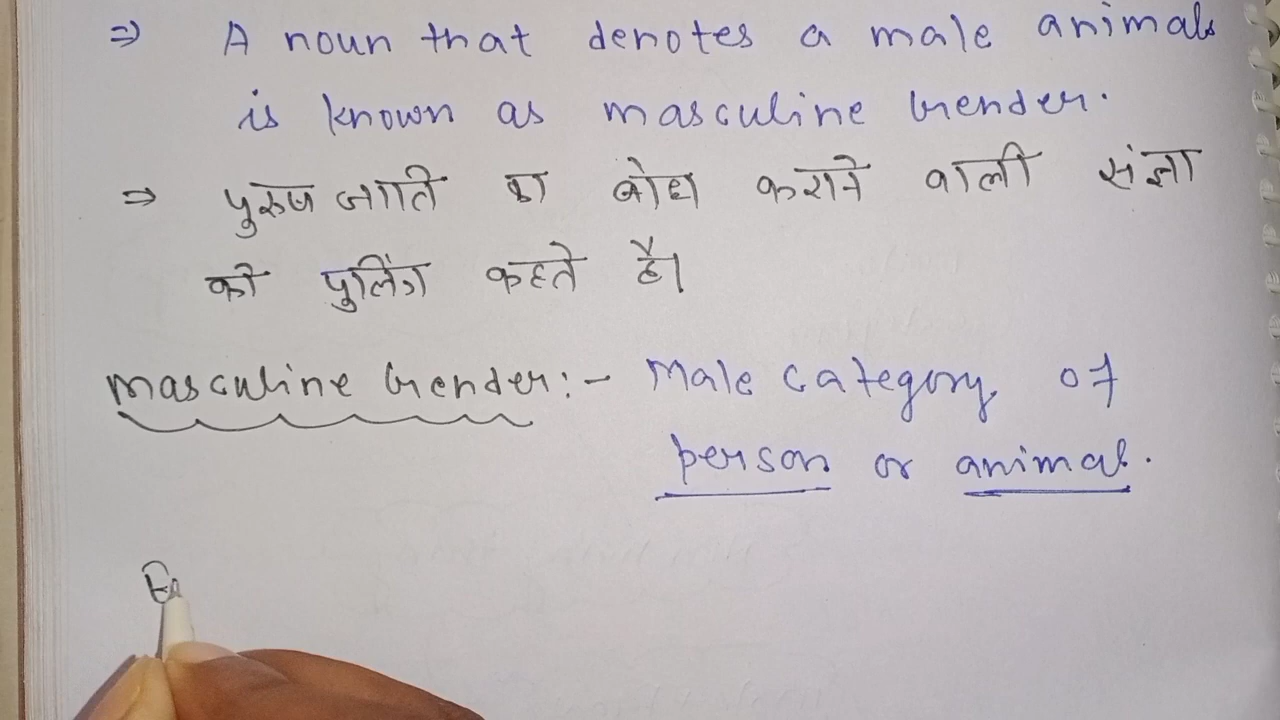 ⇒ A noun that denotes a male animals
is known as masculine Gender.
⇒ पुरुष जाति का बोध कराने वाली संज्ञा
को पुलिंग कहते है।
masculine Gender:- Male category of
person or animal.